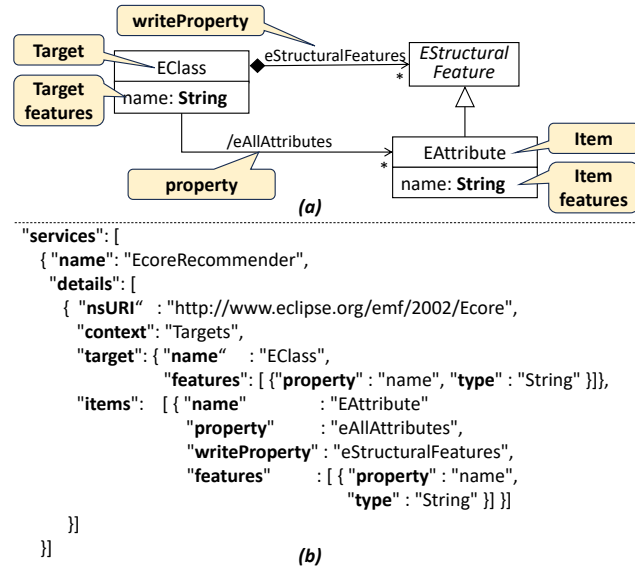 writeProperty
Target
EClass
eStructuralFeatures
*
EStructural
Feature
Target
features
name: String
/eAllAttributes
*
EAttribute
Item
property
name: String
Item
features
(a)
"services": [
{ "name": "EcoreRecommender",
"details": [
{ "nsURI“ : "http://www.eclipse.org/emf/2002/Ecore",
"context": "Targets",
"target": { "name“ : "EClass",
"features": [ {"property" : "name", "type" : "String" }]},
"items": [ { "name" : "EAttribute"
"property" : "eAllAttributes",
"writeProperty" : "eStructuralFeatures",
"features" : [ { "property" : "name",
"type" : "String" }] }]
}]
}]
(b)